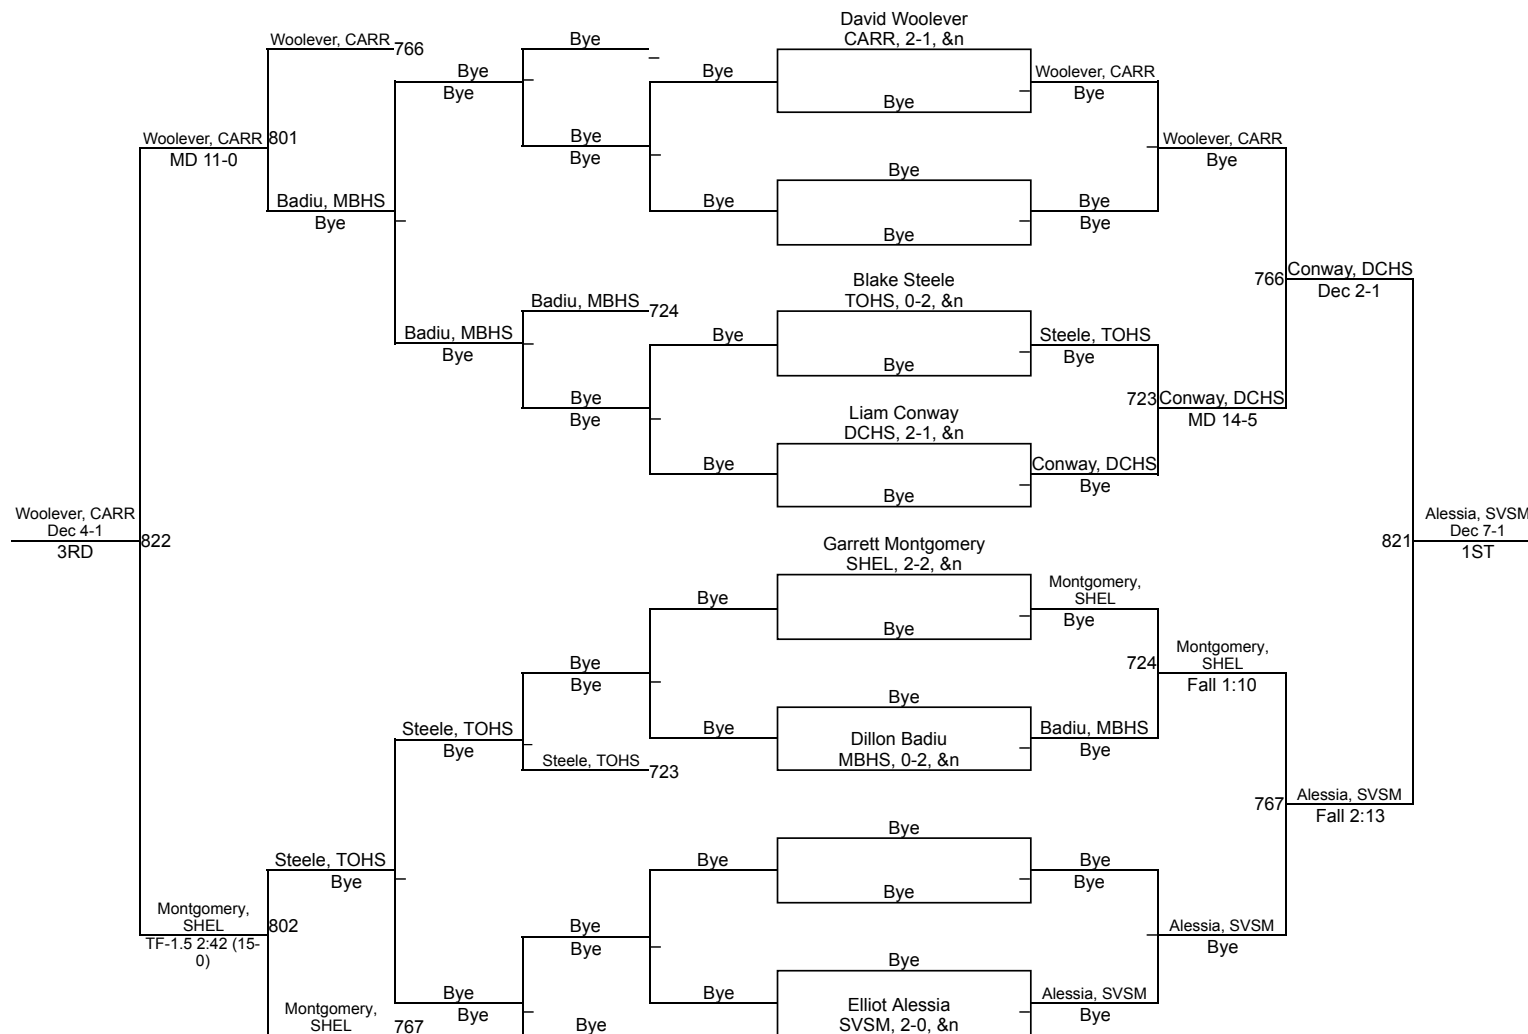 David Woolever
CARR, 2-1, &n
Woolever, CARR
766
Bye
Bye
Bye
Bye
Woolever, CARR
Bye
Bye
Woolever, CARR
801
MD 11-0
Bye
Bye
Woolever, CARR
Bye
Bye
Badiu, MBHS
Bye
Bye
Bye
Bye
Bye
Blake Steele
TOHS, 0-2, &n
766
Conway, DCHS
Dec 2-1
Badiu, MBHS
724
Badiu, MBHS
Bye
Bye
Bye
Steele, TOHS
Bye
Bye
Bye
Liam Conway
DCHS, 2-1, &n
723
Conway, DCHS
MD 14-5
Bye
Bye
Conway, DCHS
Bye
Woolever, CARR
Dec 4-1
822
3RD
Garrett Montgomery
SHEL, 2-2, &n
821
Alessia, SVSM
Dec 7-1
1ST
Bye
Bye
Montgomery,
SHEL
Bye
Bye
Bye
724
Montgomery,
SHEL
Fall 1:10
Steele, TOHS
Bye
Bye
Bye
Dillon Badiu
MBHS, 0-2, &n
Badiu, MBHS
Bye
Steele, TOHS
723
767
Alessia, SVSM
Fall 2:13
Steele, TOHS
Bye
Bye
Bye
Bye
Bye
Bye
Montgomery,
SHEL
802
TF-1.5 2:42 (15-
0)
Bye
Bye
Alessia, SVSM
Bye
Montgomery,
SHEL
767
Bye
Bye
Bye
Bye
Bye
Elliot Alessia
SVSM, 2-0, &n
Alessia, SVSM
Bye